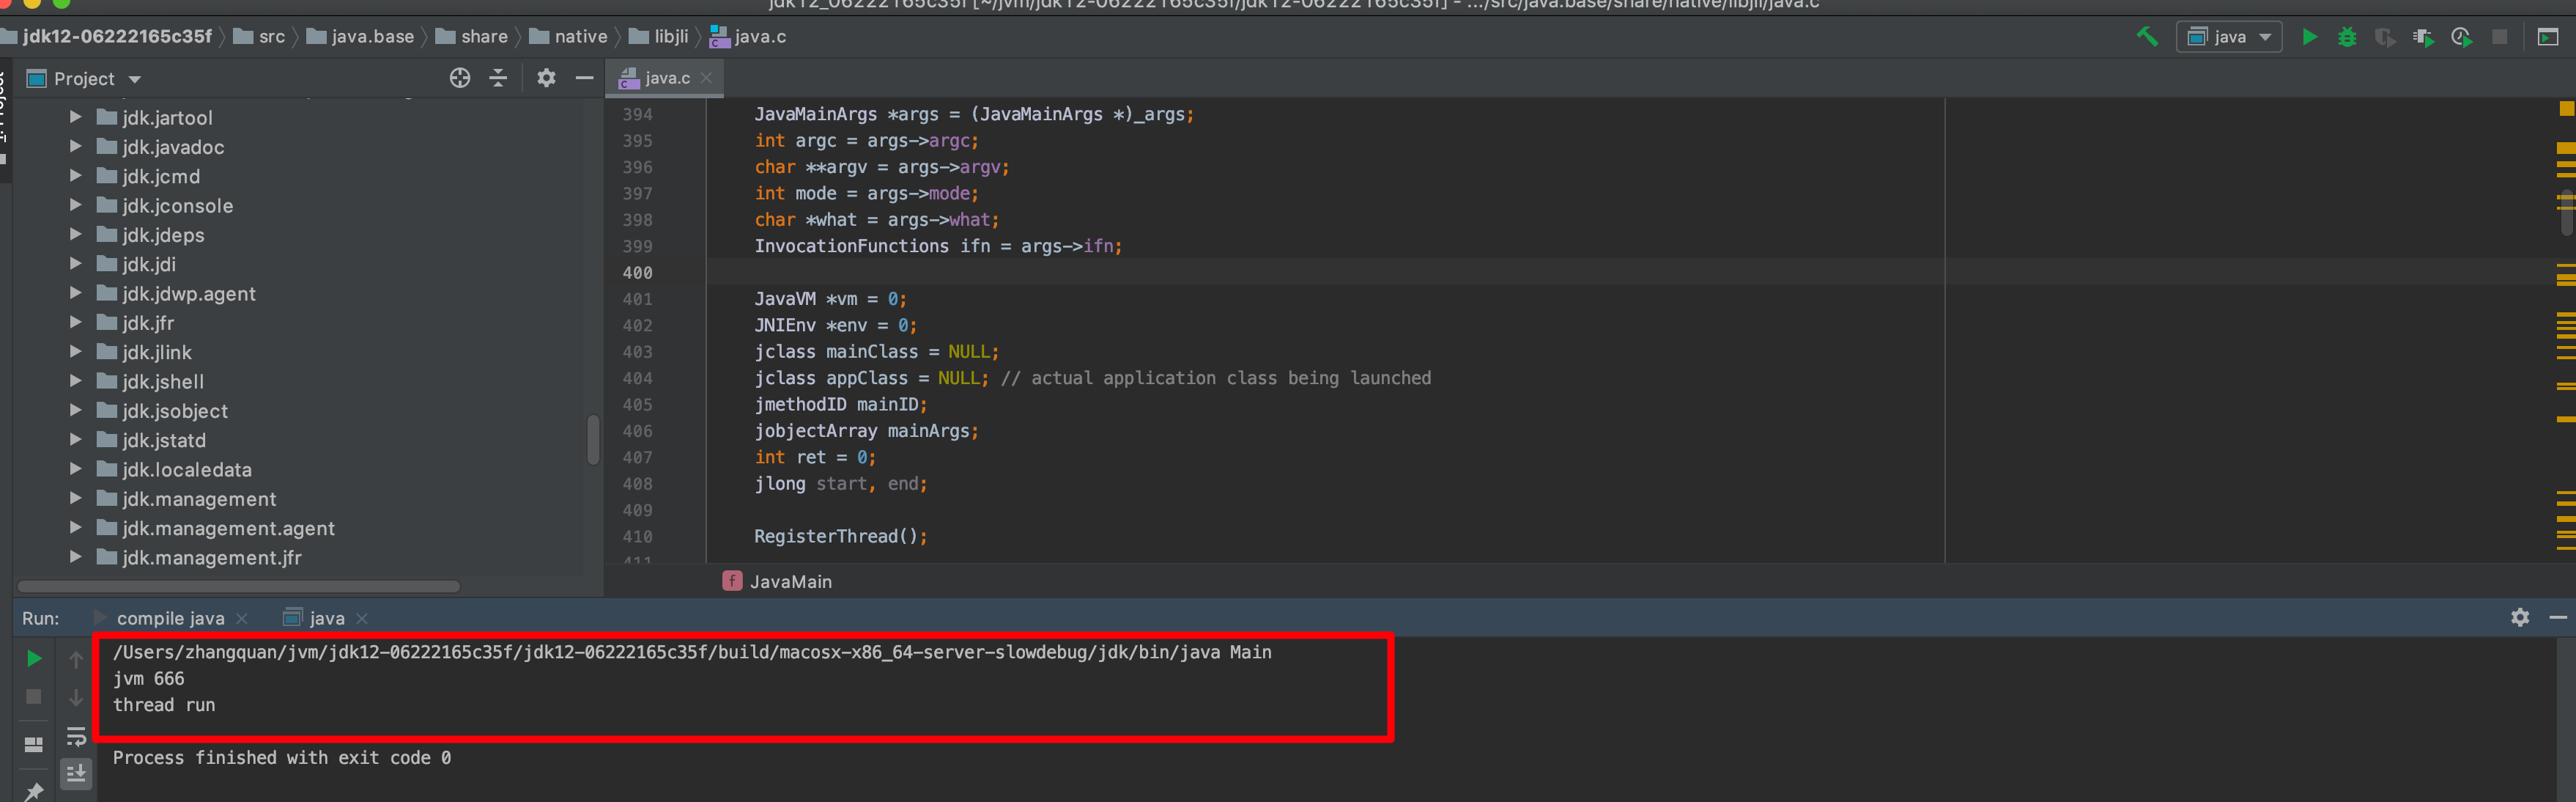 jdk12_06222165c35f [~/jvm/jdk12-06222165c35f/jdk12-06222165c35f] - .../src/java.base/share/native/libjli/java.c
jdk12-06222165c35f src java.base share native libjli java.c
java
Project
java.c
jdk.jartool
jdk.javadoc
jdk.jcmd
jdk.jconsole
jdk.jdeps
jdk.jdi
jdk.jdwp.agent
jdk.jfr
jdk.jlink
jdk.jshell
jdk.jsobject
jdk.jstatd
jdk.localedata
jdk.management
jdk.management.agent
jdk.management.jfr
394 JavaMainArgs *args = (JavaMainArgs *)_args;
395 int argc = args->argc;
396 char **argv = args->argv;
397 int mode = args->mode;
398 char *what = args->what;
399 InvocationFunctions ifn = args->ifn;
400
401 JavaVM *vm = 0;
402 JNIEnv *env = 0;
403 jclass mainClass = NULL;
404 jclass appClass = NULL; // actual application class being launched
405 jmethodID mainID;
406 jobjectArray mainArgs;
407 int ret = 0;
408 jlong start, end;
409
410 RegisterThread();
411
f JavaMain
Run: compile java java
/Users/zhangquan/jvm/jdk12-06222165c35f/jdk12-06222165c35f/build/macosx-x86_64-server-slowdebug/jdk/bin/java Main
jvm 666
thread run
Process finished with exit code 0